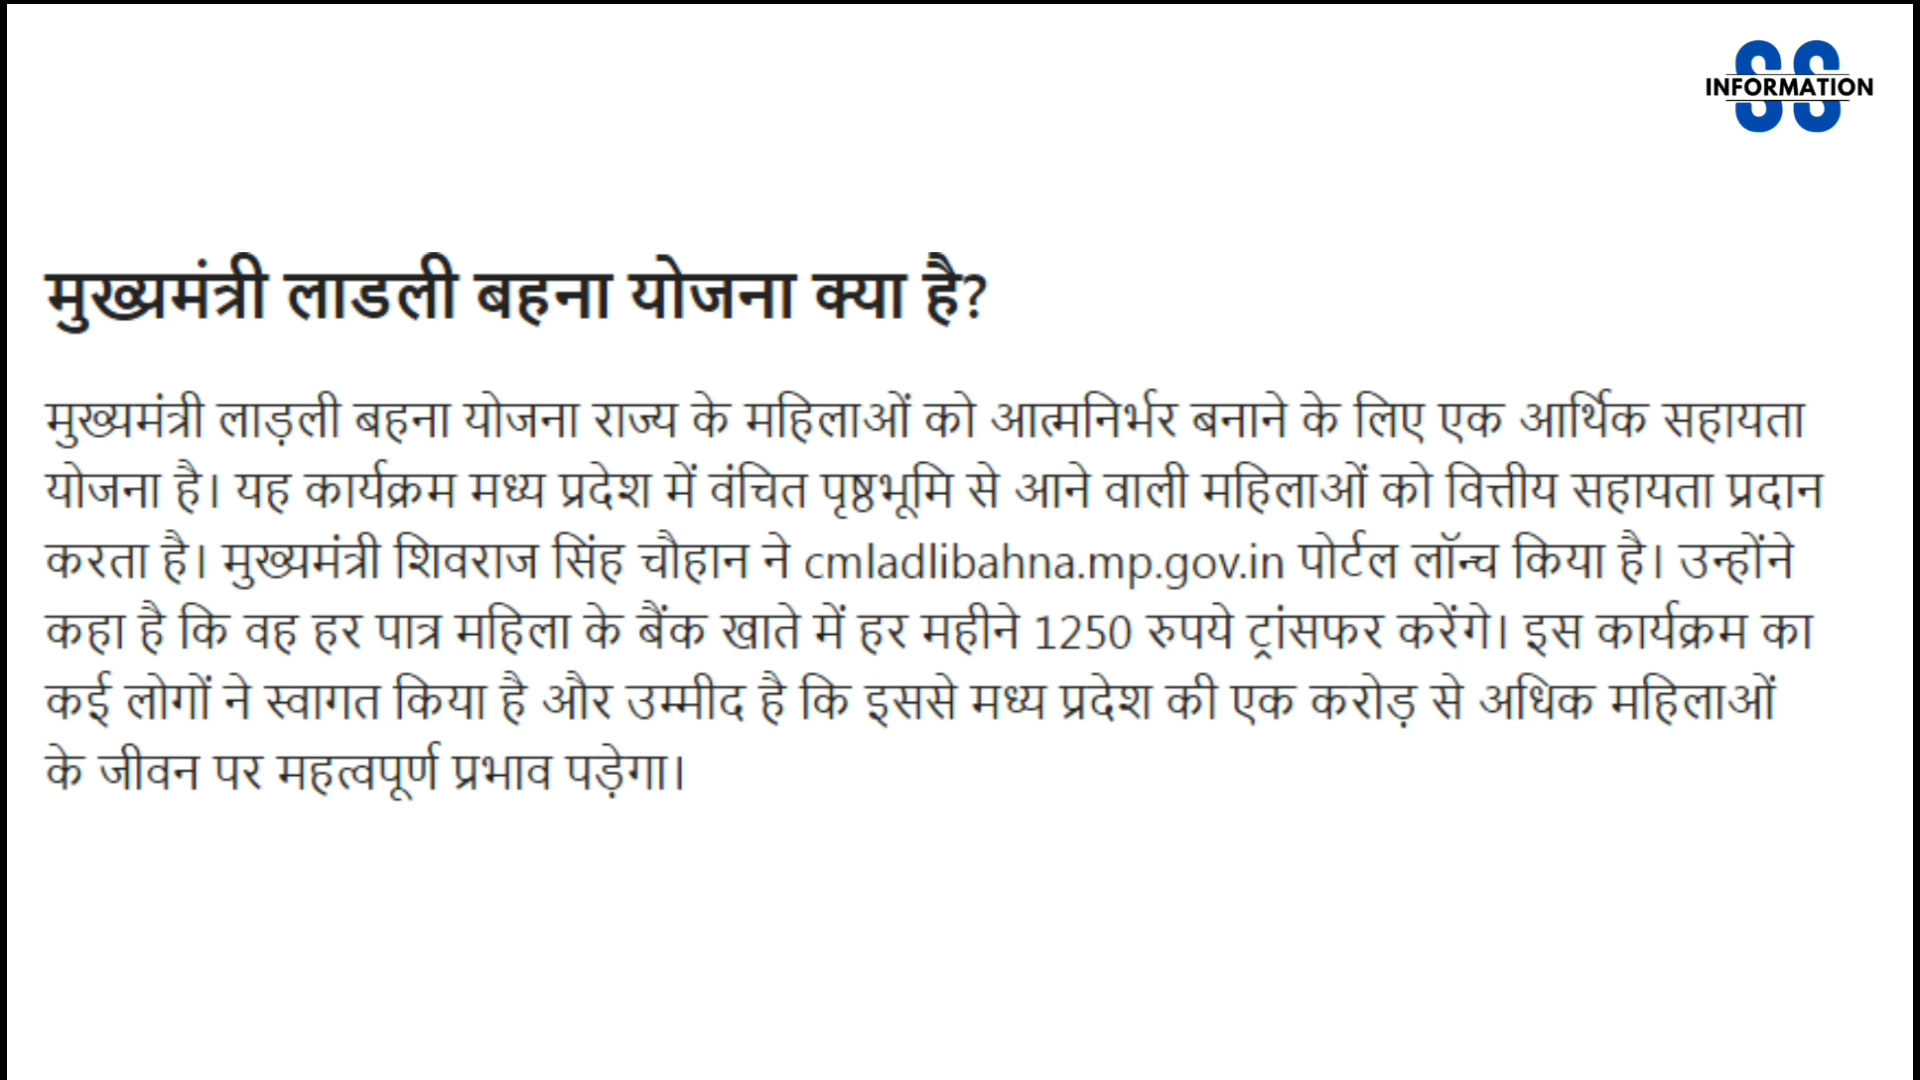 SS
INFORMATION
मुख्यमंत्री लाडली बहना योजना क्या है?
मुख्यमंत्री लाड़ली बहना योजना राज्य के महिलाओं को आत्मनिर्भर बनाने के लिए एक आर्थिक सहायता
योजना है। यह कार्यक्रम मध्य प्रदेश में वंचित पृष्ठभूमि से आने वाली महिलाओं को वित्तीय सहायता प्रदान
करता है। मुख्यमंत्री शिवराज सिंह चौहान ने cmladlibahna.mp.gov.in पोर्टल लॉन्च किया है। उन्होंने
कहा है कि वह हर पात्र महिला के बैंक खाते में हर महीने 1250 रुपये ट्रांसफर करेंगे। इस कार्यक्रम का
कई लोगों ने स्वागत किया है और उम्मीद है कि इससे मध्य प्रदेश की एक करोड़ से अधिक महिलाओं
के जीवन पर महत्वपूर्ण प्रभाव पड़ेगा।